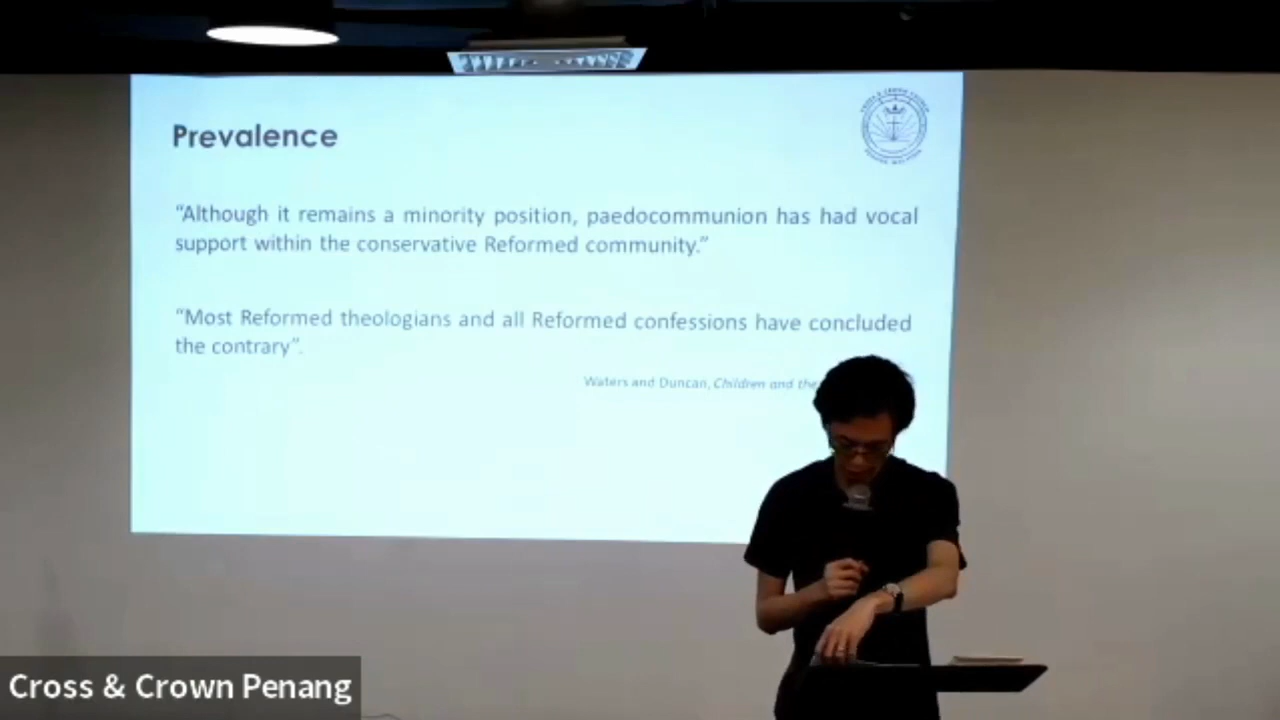 Prevalence
“Although it remains a minority position, paedocommunion has had vocal
support within the conservative Reformed community.”
“Most Reformed theologians and all Reformed confessions have concluded
the contrary”.
Waters and Duncan, Children and the
Cross & Crown Penang